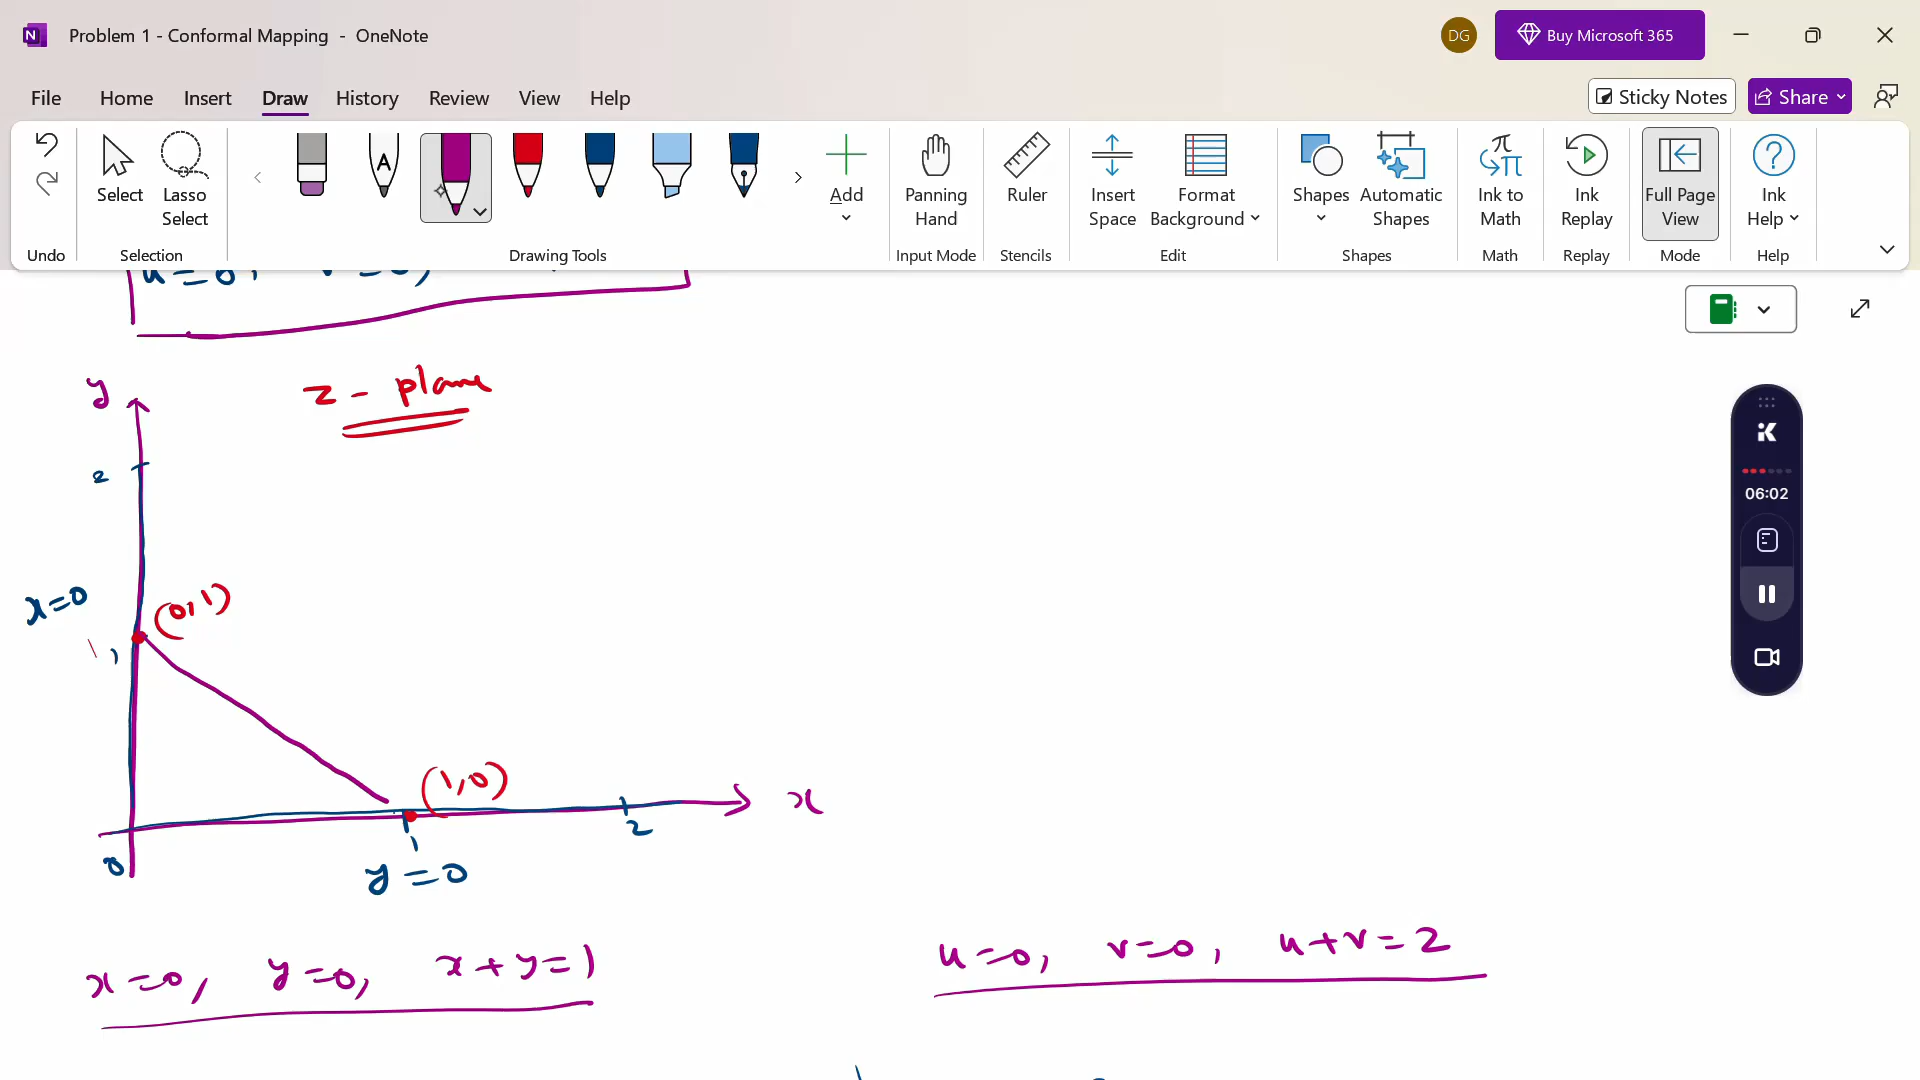 Problem 1 - Conformal Mapping - OneNote
DG
Buy Microsoft 365
File Home Insert Draw History Review View Help
Sticky Notes
Share
Select
Lasso Select
A
Add
Panning Hand
Ruler
Insert Space
Format Background
Shapes
Automatic Shapes
Ink to Math
Ink Replay
Full Page View
Ink Help
Undo
Selection
Drawing Tools
Input Mode
Stencils
Edit
Shapes
Math
Replay
Mode
Help
y
z - plane
2
06:02
x=0
(0,1)
1
(1,0)
x
2
0
1
y=0
x=0, y=0, x+y=1
u=0, v=0, u+v=2